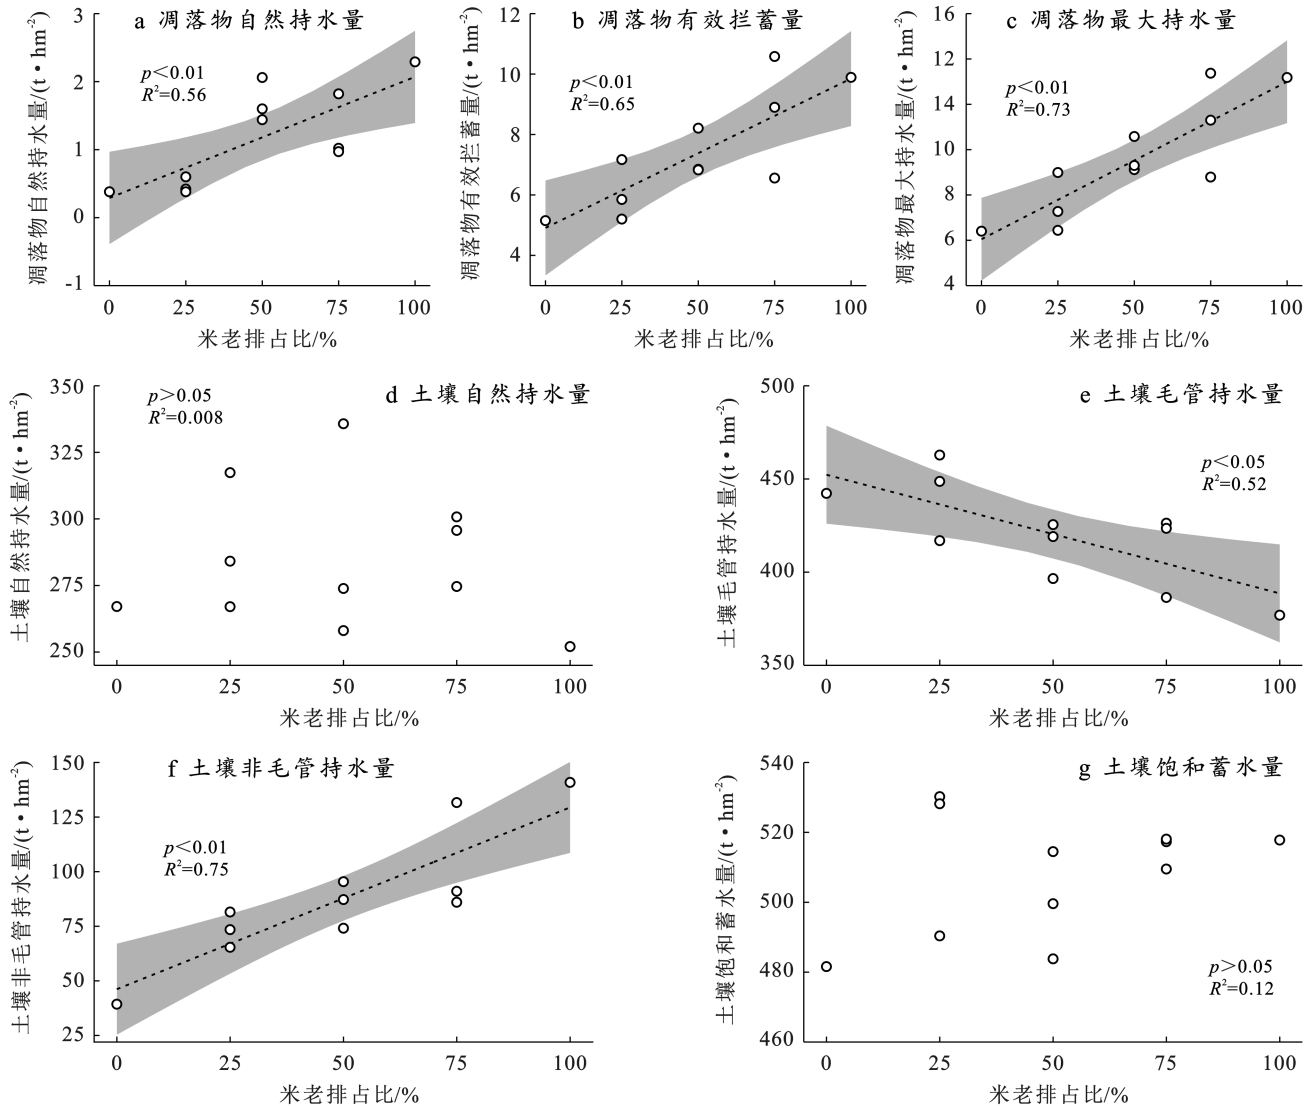 a 凋落物自然持水量
p<0.01
R²=0.56
凋落物自然持水量/(t·hm⁻²)
3
2
1
0
-1
0 25 50 75 100
米老排占比/%
b 凋落物有效拦蓄量
p<0.01
R²=0.65
凋落物有效拦蓄量/(t·hm⁻²)
12
10
8
6
4
0 25 50 75 100
米老排占比/%
c 凋落物最大持水量
p<0.01
R²=0.73
凋落物最大持水量/(t·hm⁻²)
16
14
12
10
8
6
4
0 25 50 75 100
米老排占比/%
d 土壤自然持水量
p>0.05
R²=0.008
土壤自然持水量/(t·hm⁻²)
350
325
300
275
250
0 25 50 75 100
米老排占比/%
e 土壤毛管持水量
p<0.05
R²=0.52
土壤毛管持水量/(t·hm⁻²)
500
450
400
350
0 25 50 75 100
米老排占比/%
f 土壤非毛管持水量
p<0.01
R²=0.75
土壤非毛管持水量/(t·hm⁻²)
150
125
100
75
50
25
0 25 50 75 100
米老排占比/%
g 土壤饱和蓄水量
p>0.05
R²=0.12
土壤饱和蓄水量/(t·hm⁻²)
540
520
500
480
460
0 25 50 75 100
米老排占比/%